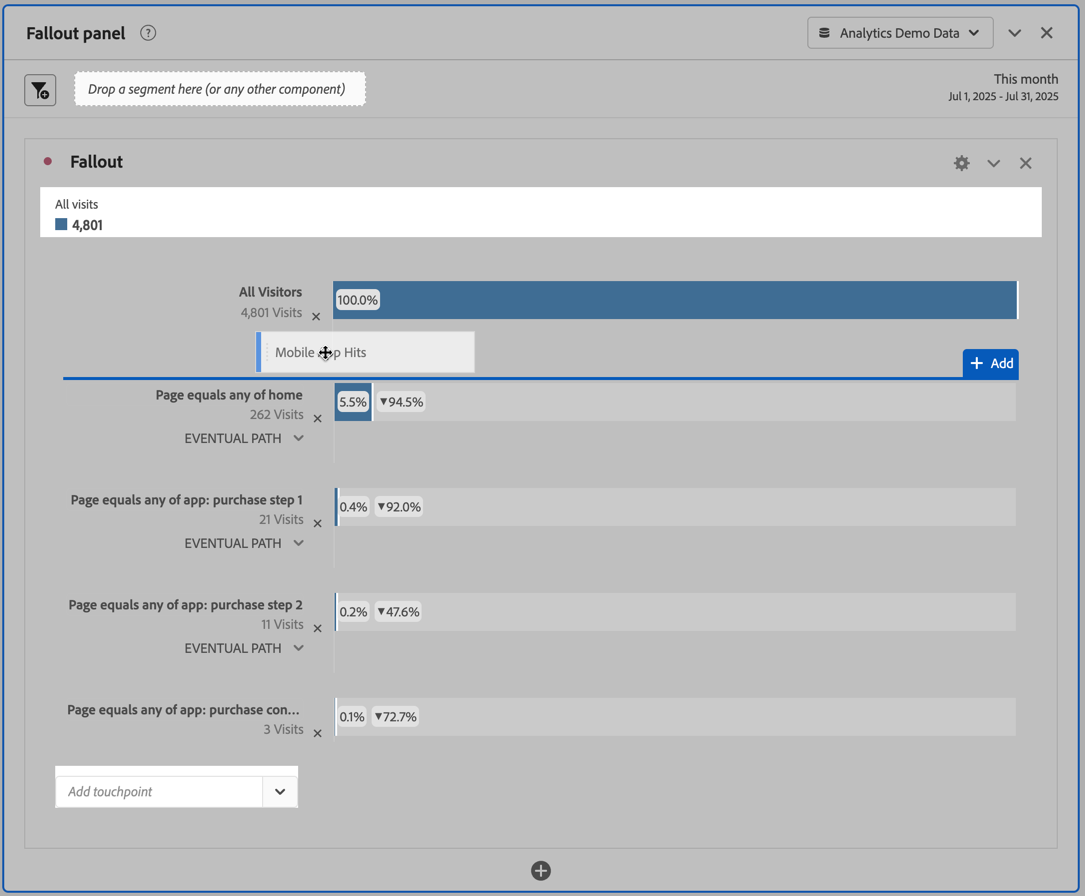 Fallout panel ?
Analytics Demo Data
Drop a segment here (or any other component)
This month
Jul 1, 2025 - Jul 31, 2025
Fallout
All visits
4,801
All Visitors
4,801 Visits
100.0%
Mobile App Hits
+ Add
Page equals any of home
262 Visits
5.5% ▼94.5%
EVENTUAL PATH
Page equals any of app: purchase step 1
21 Visits
0.4% ▼92.0%
EVENTUAL PATH
Page equals any of app: purchase step 2
11 Visits
0.2% ▼47.6%
EVENTUAL PATH
Page equals any of app: purchase con...
3 Visits
0.1% ▼72.7%
Add touchpoint